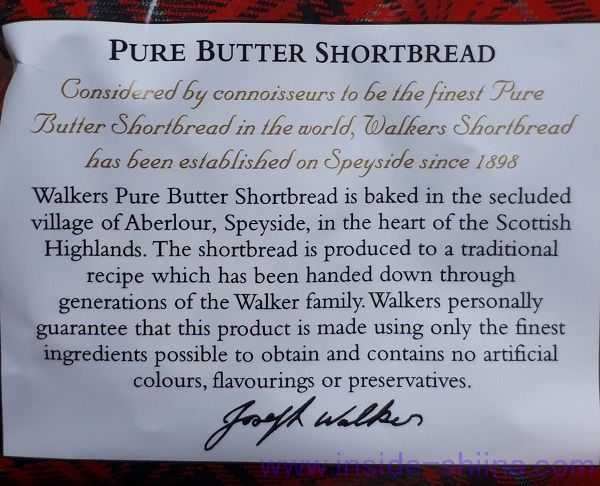 PURE BUTTER SHORTBREAD
Considered by connoisseurs to be the finest Pure
Butter Shortbread in the world, Walkers Shortbread
has been established on Speyside since 1898
Walkers Pure Butter Shortbread is baked in the secluded
village of Aberlour, Speyside, in the heart of the Scottish
Highlands. The shortbread is produced to a traditional
recipe which has been handed down through
generations of the Walker family. Walkers personally
guarantee that this product is made using only the finest
ingredients possible to obtain and contains no artificial
colours, flavourings or preservatives.
Joseph Walker
www.inside-shiina.com